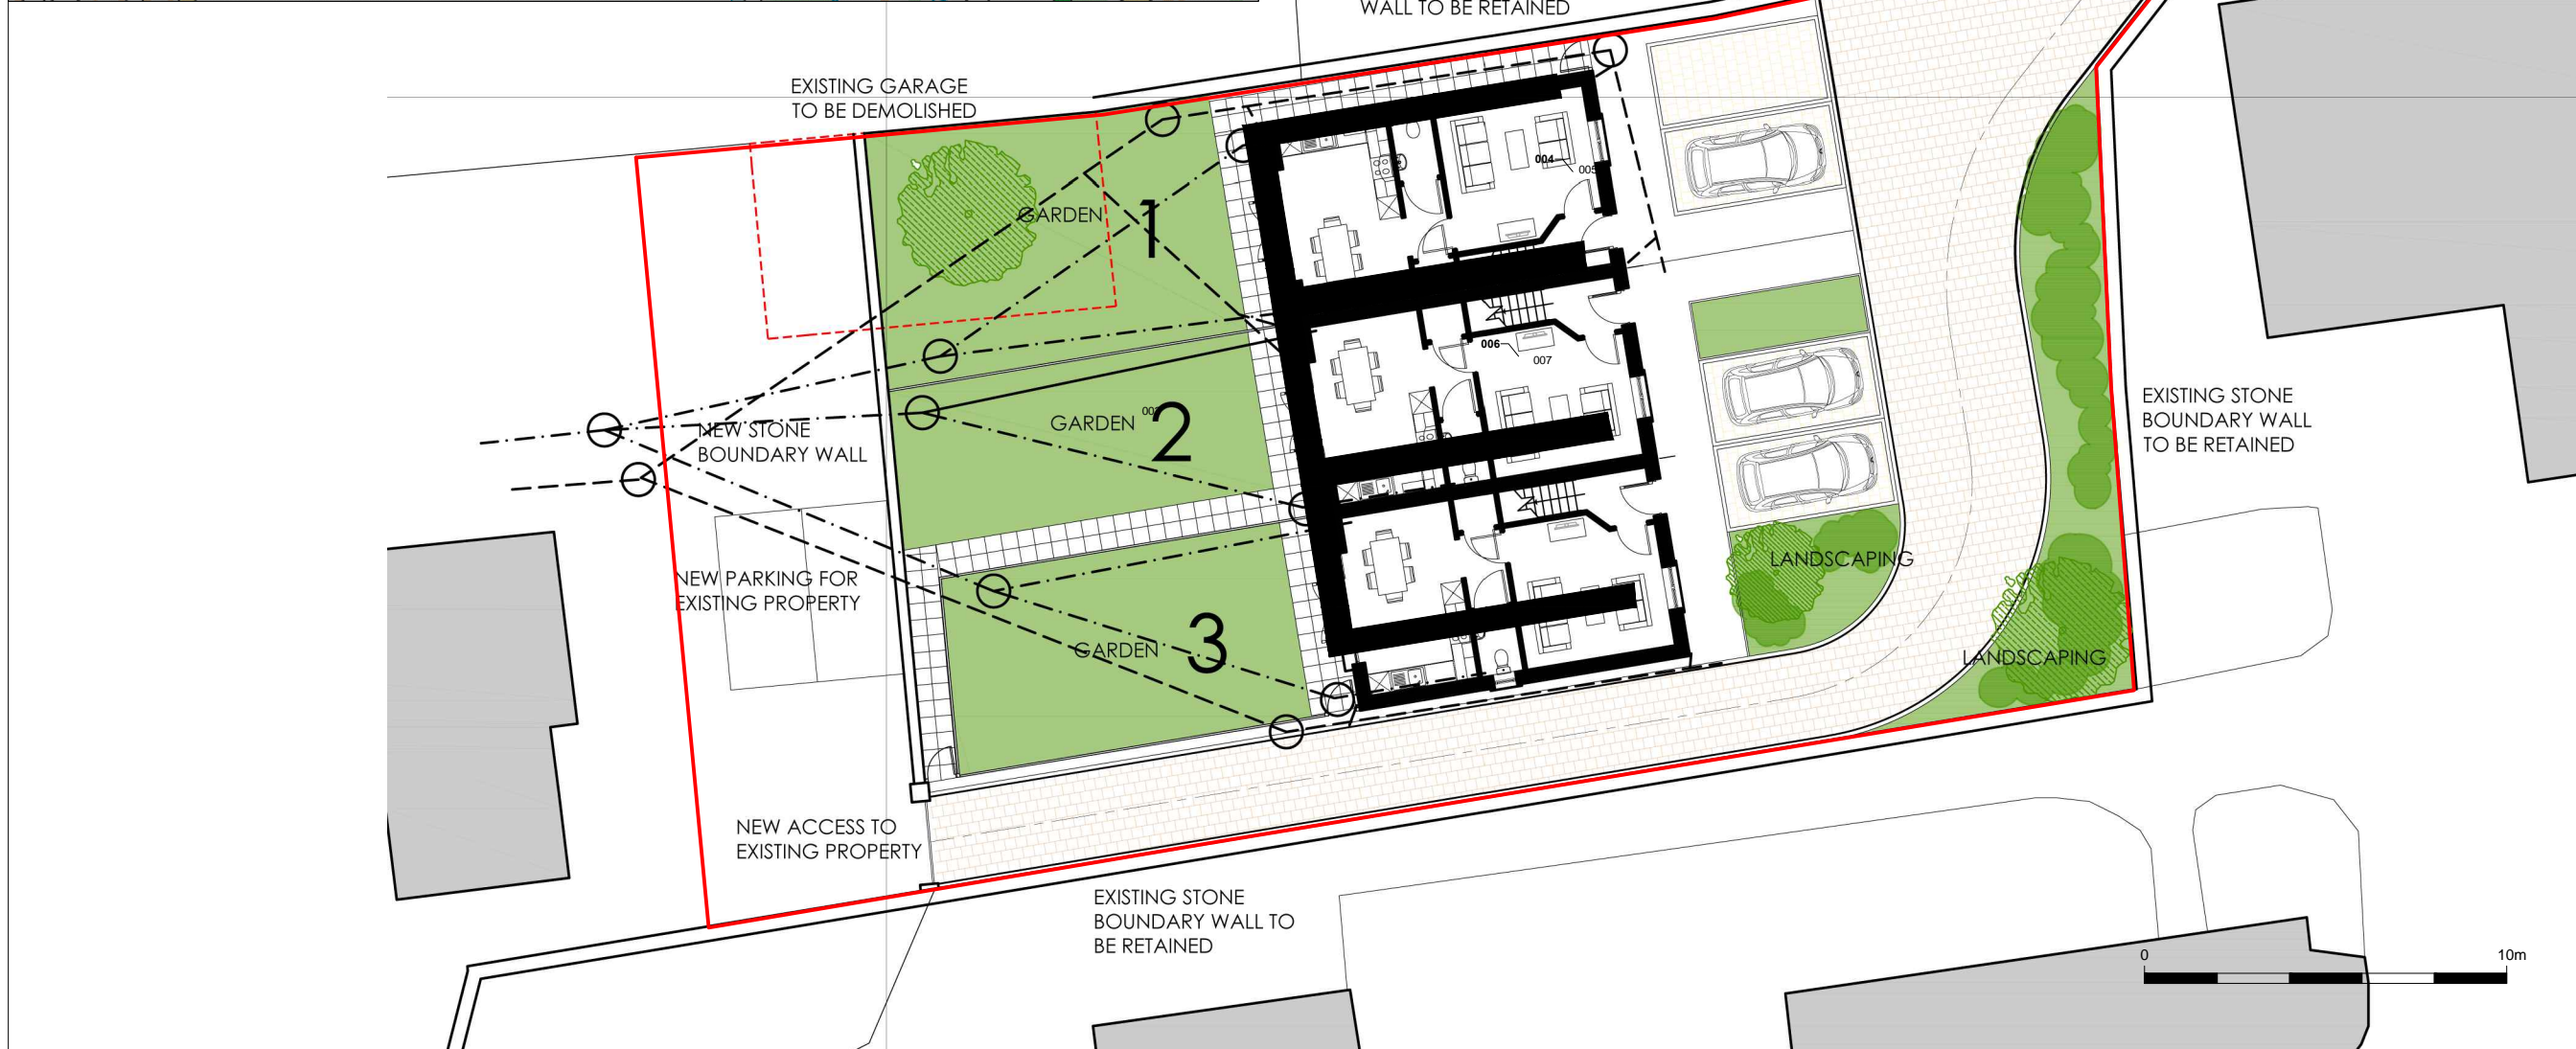 WALL TO BE RETAINED
EXISTING GARAGE
TO BE DEMOLISHED
004
005
GARDEN
1
006
007
GARDEN
2
NEW STONE
BOUNDARY WALL
EXISTING STONE
BOUNDARY WALL
TO BE RETAINED
LANDSCAPING
NEW PARKING FOR
EXISTING PROPERTY
GARDEN
3
LANDSCAPING
NEW ACCESS TO
EXISTING PROPERTY
EXISTING STONE
BOUNDARY WALL TO
BE RETAINED
0
10m